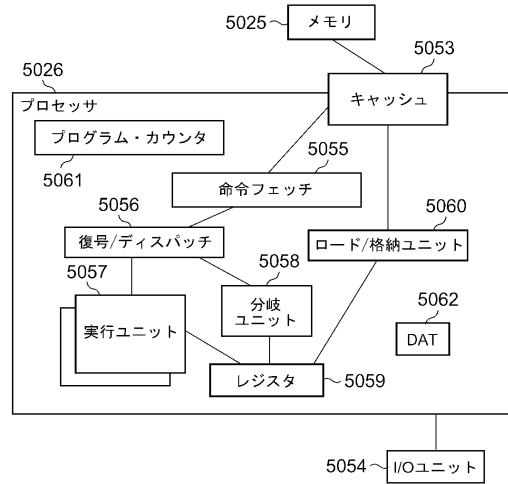 5025
メモリ
5053
5026
キャッシュ
プロセッサ
プログラム・カウンタ
5061
5055
命令フェッチ
5056
復号/ディスパッチ
5060
ロード/格納ユニット
5057
実行ユニット
5058
分岐
ユニット
5062
DAT
レジスタ
5059
5054
I/Oユニット